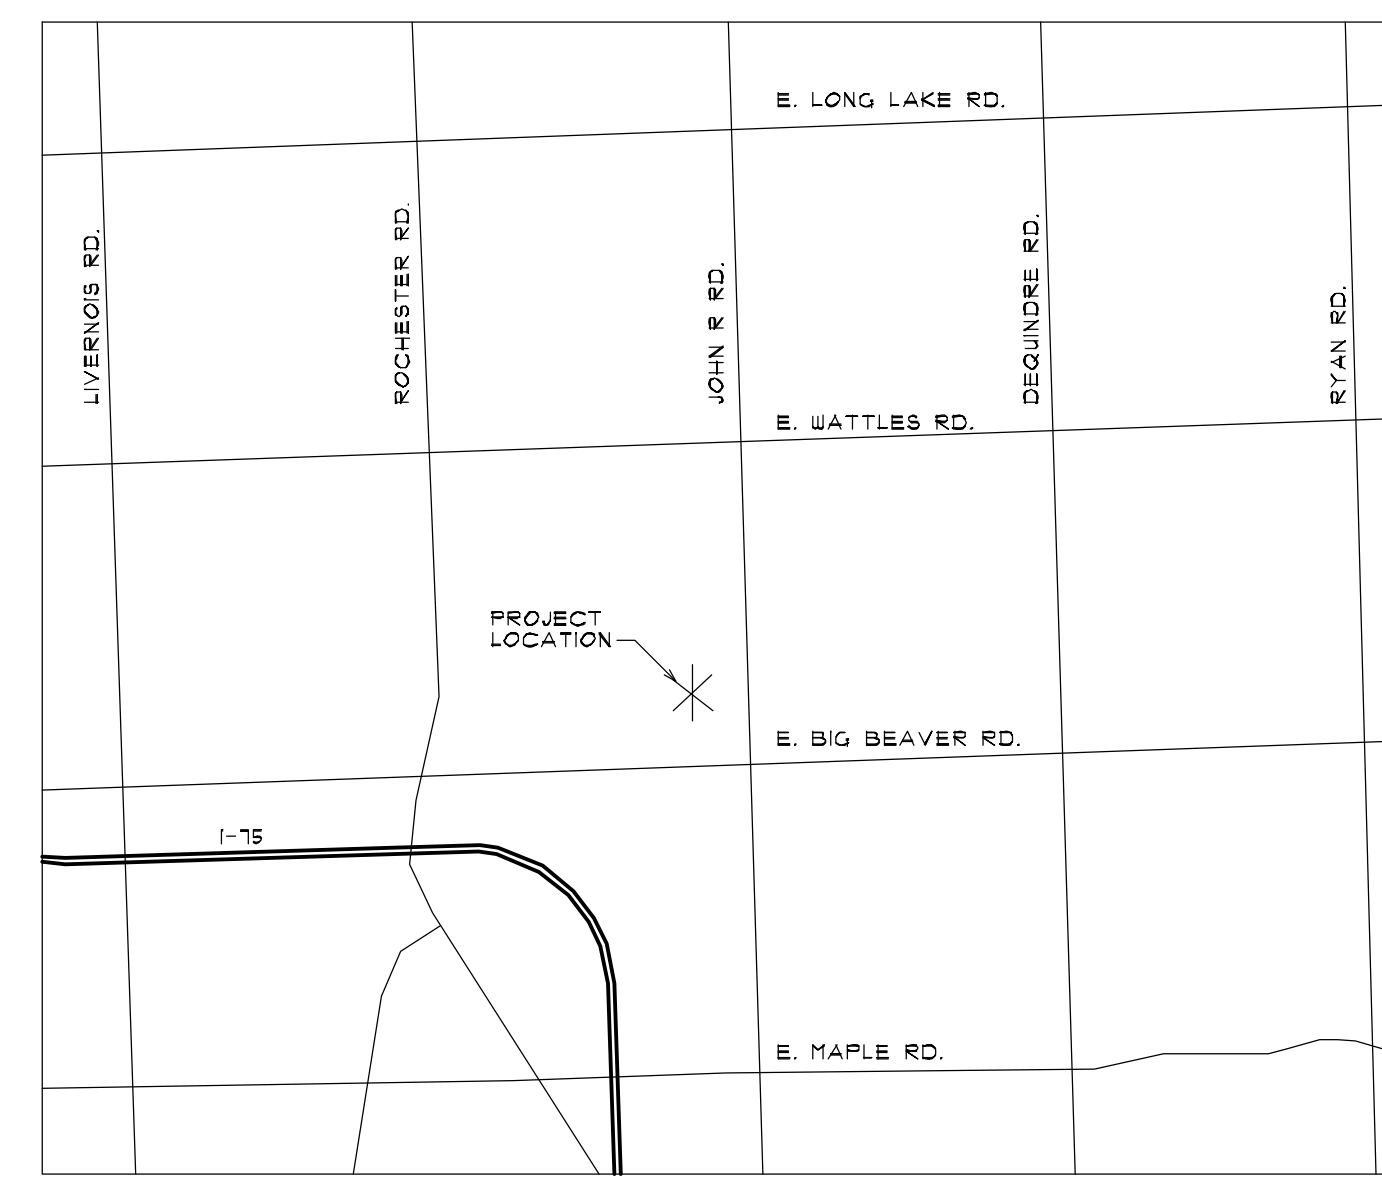 E. LONG LAKE RD.
LIVERNOIS RD.
ROCHESTER RD.
JOHN R RD.
DEQUINDRE RD.
RYAN RD.
E. WATTLES RD.
PROJECT
LOCATION
E. BIG BEAVER RD.
I-75
E. MAPLE RD.